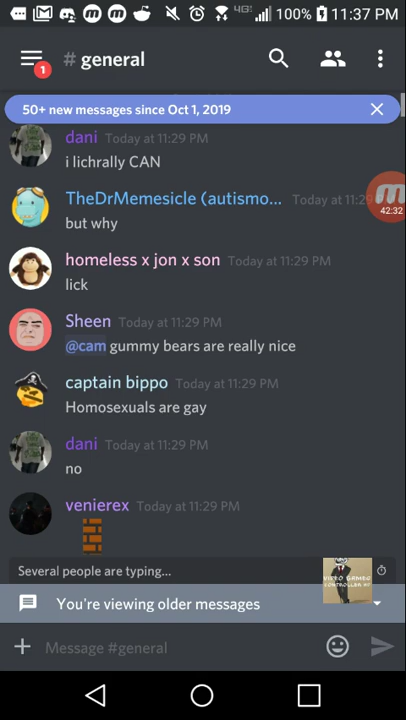 4G 100% 11:37 PM
1
# general
50+ new messages since Oct 1, 2019
dani Today at 11:29 PM
i lichrally CAN
TheDrMemesicle (autismo... Today at 11:29
but why
42:32
homeless x jon x son Today at 11:29 PM
lick
Sheen Today at 11:29 PM
@cam gummy bears are really nice
captain bippo Today at 11:29 PM
Homosexuals are gay
dani Today at 11:29 PM
no
venierex Today at 11:29 PM
Several people are typing...
VIDEO GAMES
You're viewing older messages
Message #general